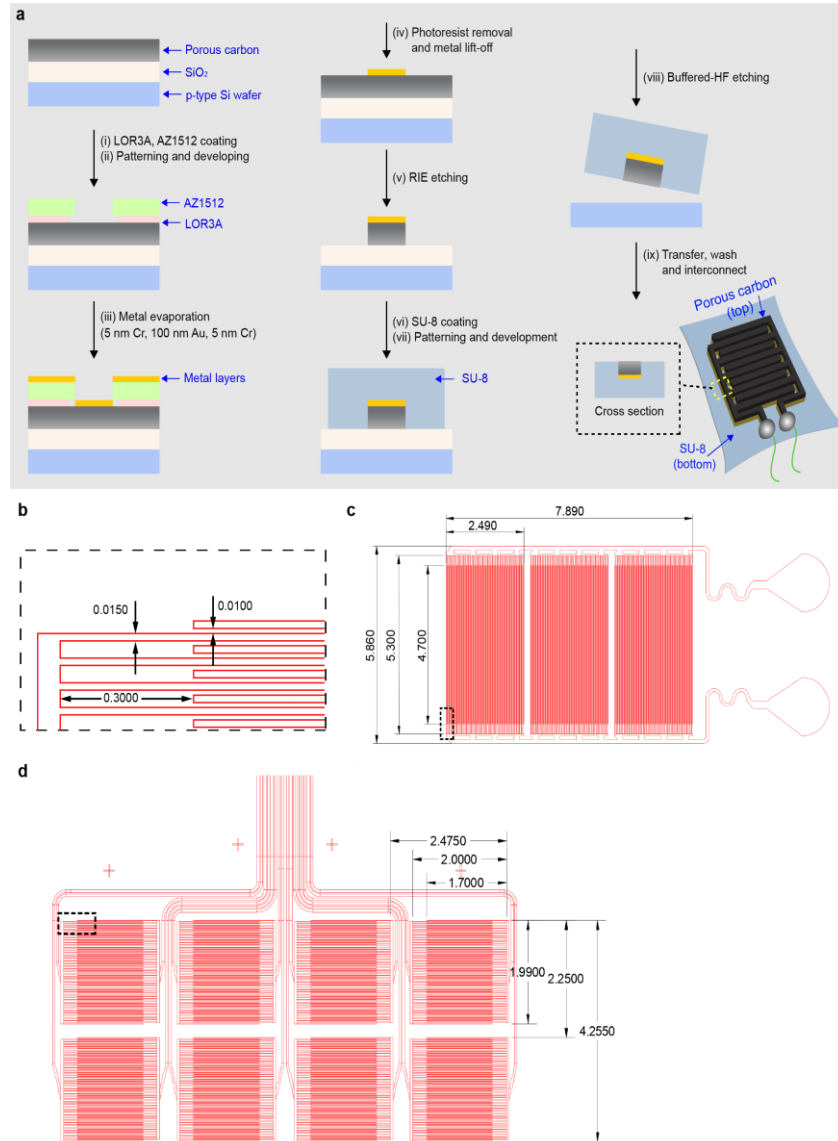 a
Porous carbon
SiO₂
p-type Si wafer
(i) LOR3A, AZ1512 coating
(ii) Patterning and developing
AZ1512
LOR3A
(iii) Metal evaporation
(5 nm Cr, 100 nm Au, 5 nm Cr)
Metal layers
(iv) Photoresist removal
and metal lift-off
(v) RIE etching
(vi) SU-8 coating
(vii) Patterning and development
SU-8
(viii) Buffered-HF etching
(ix) Transfer, wash
and interconnect
Porous carbon
(top)
Cross section
SU-8
(bottom)
b
0.0150
0.0100
0.3000
c
7.890
2.490
5.860
5.300
4.700
d
2.4750
2.0000
1.7000
1.9900
2.2500
4.2550